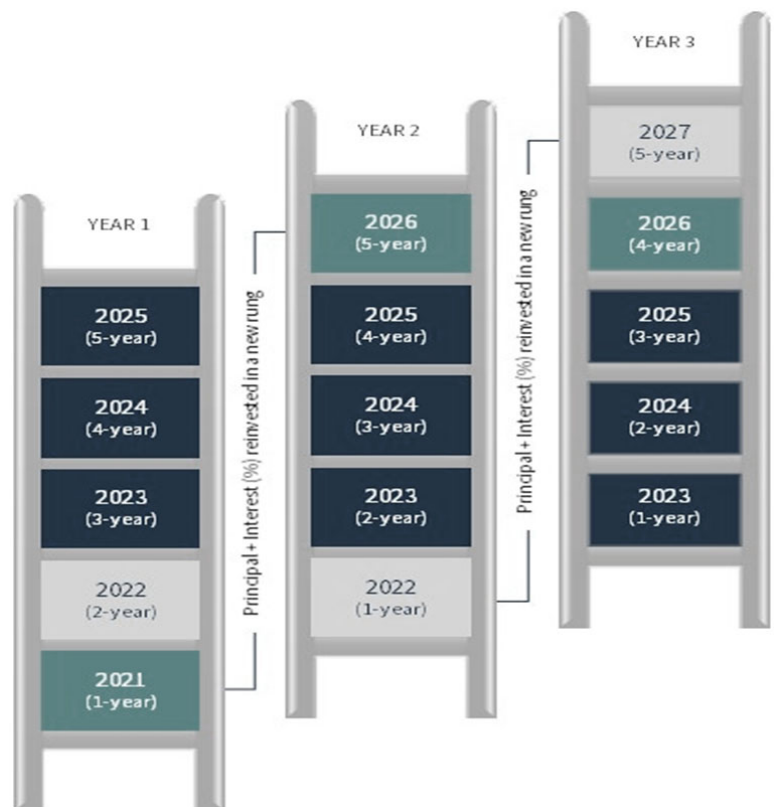 YEAR 1
2025
(5-year)
2024
(4-year)
2023
(3-year)
2022
(2-year)
2021
(1-year)
Principal + Interest (%) reinvested in a new rung
YEAR 2
2026
(5-year)
2025
(4-year)
2024
(3-year)
2023
(2-year)
2022
(1-year)
Principal + Interest (%) reinvested in a new rung
YEAR 3
2027
(5-year)
2026
(4-year)
2025
(3-year)
2024
(2-year)
2023
(1-year)